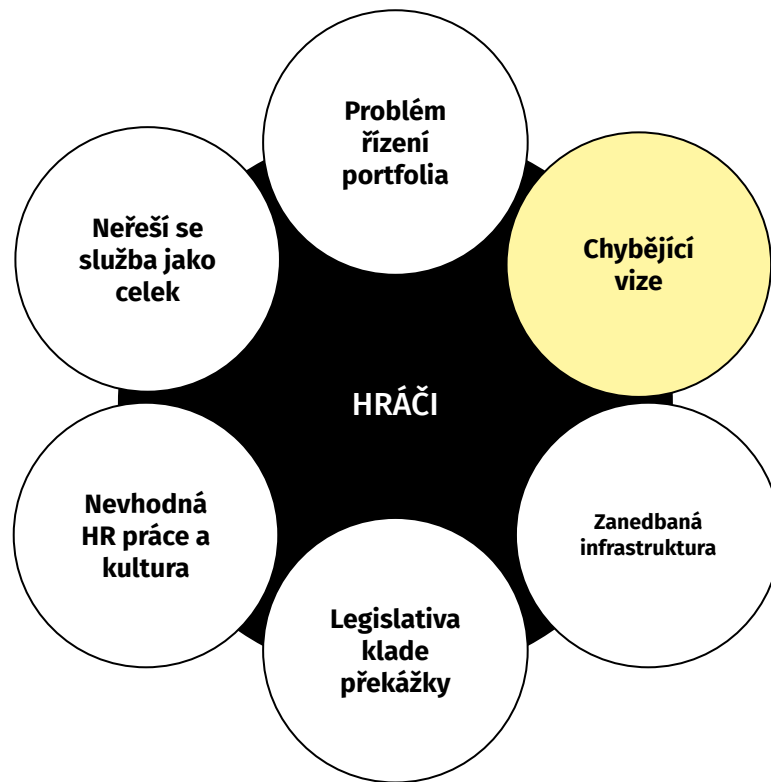 Problém
řízení
portfolia
Neřeší se
služba jako
celek
Chybějící
vize
HRÁČI
Nevhodná
HR práce a
kultura
Zanedbaná
infrastruktura
Legislativa
klade
překážky